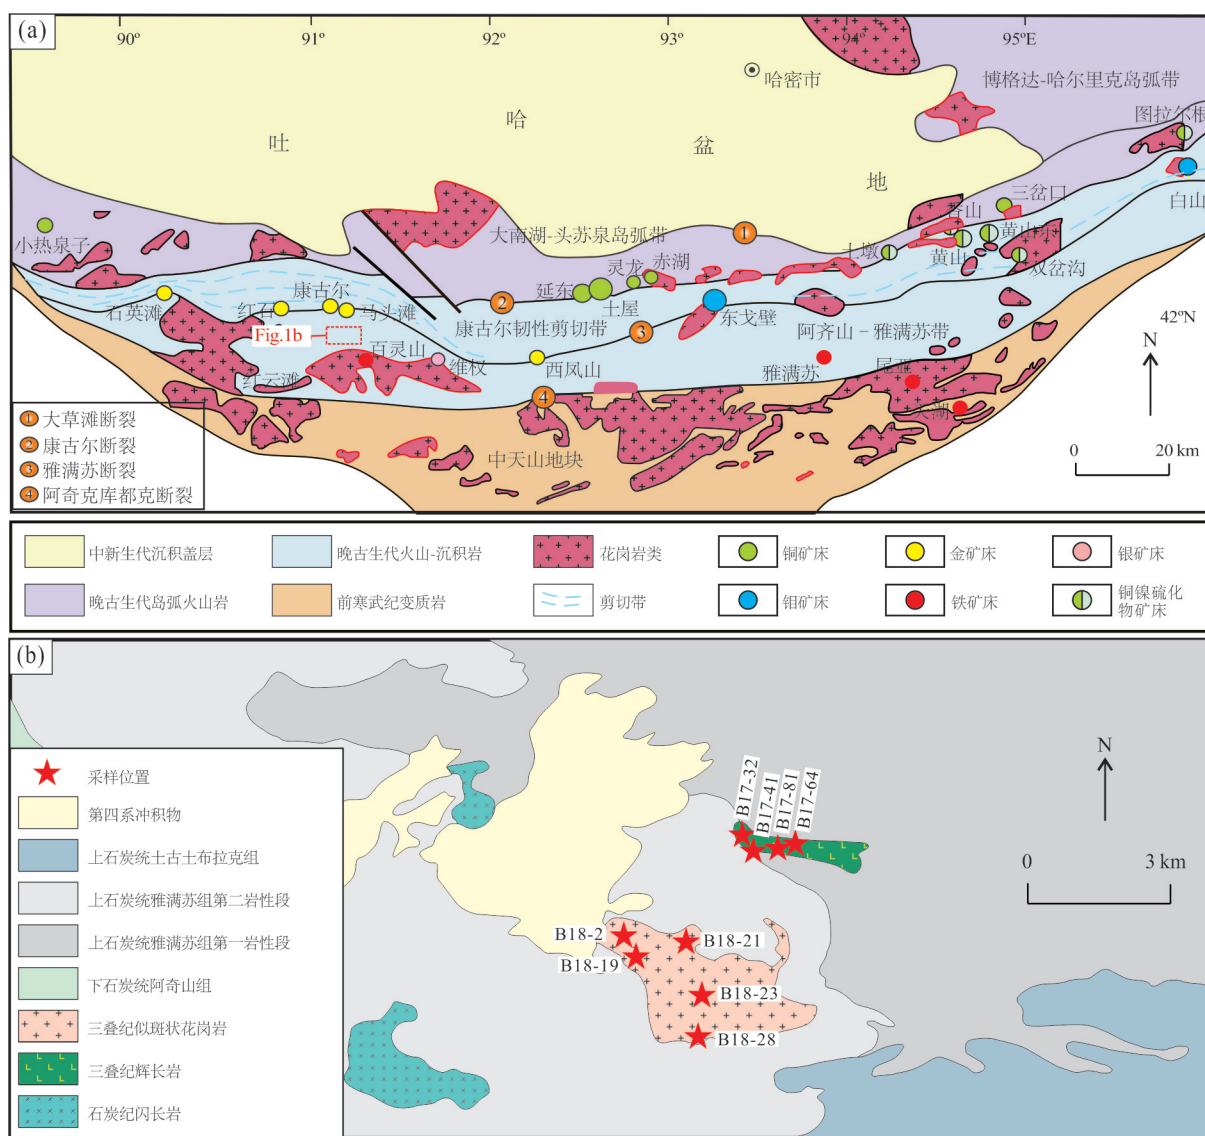 (a)
90°
91°
92°
93°
94°
95°E
哈密市
博格达-哈尔里克岛弧带
图拉尔根
吐
哈
盆
地
三岔口
白山
小热泉子
大南湖-头苏泉岛弧带
1
土墩
黄山
黄山东
双岔沟
灵龙
赤湖
延东
土屋
石英滩
红石
康古尔
马头滩
2
康古尔韧性剪切带
3
东戈壁
阿齐山－雅满苏带
42°N
Fig.1b
百灵山
维权
西凤山
雅满苏
尾亚
红云滩
4
天湖
中天山地块
N
0
20 km
1 大草滩断裂
2 康古尔断裂
3 雅满苏断裂
4 阿奇克库都克断裂
中新生代沉积盖层
晚古生代火山-沉积岩
花岗岩类
铜矿床
金矿床
银矿床
晚古生代岛弧火山岩
前寒武纪变质岩
剪切带
钼矿床
铁矿床
铜镍硫化
物矿床
(b)
N
0
3 km
B17-32
B17-41
B17-81
B17-64
B18-2
B18-19
B18-21
B18-23
B18-28
采样位置
第四系冲积物
上石炭统土古土布拉克组
上石炭统雅满苏组第二岩性段
上石炭统雅满苏组第一岩性段
下石炭统阿奇山组
三叠纪似斑状花岗岩
三叠纪辉长岩
石炭纪闪长岩